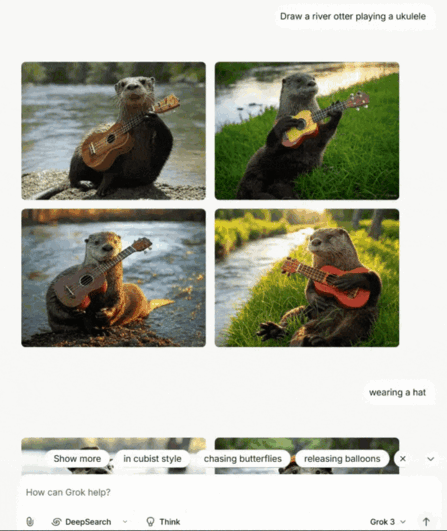 Draw a river otter playing a ukulele
wearing a hat
Show more
in cubist style
chasing butterflies
releasing balloons
How can Grok help?
DeepSearch
Think
Grok 3